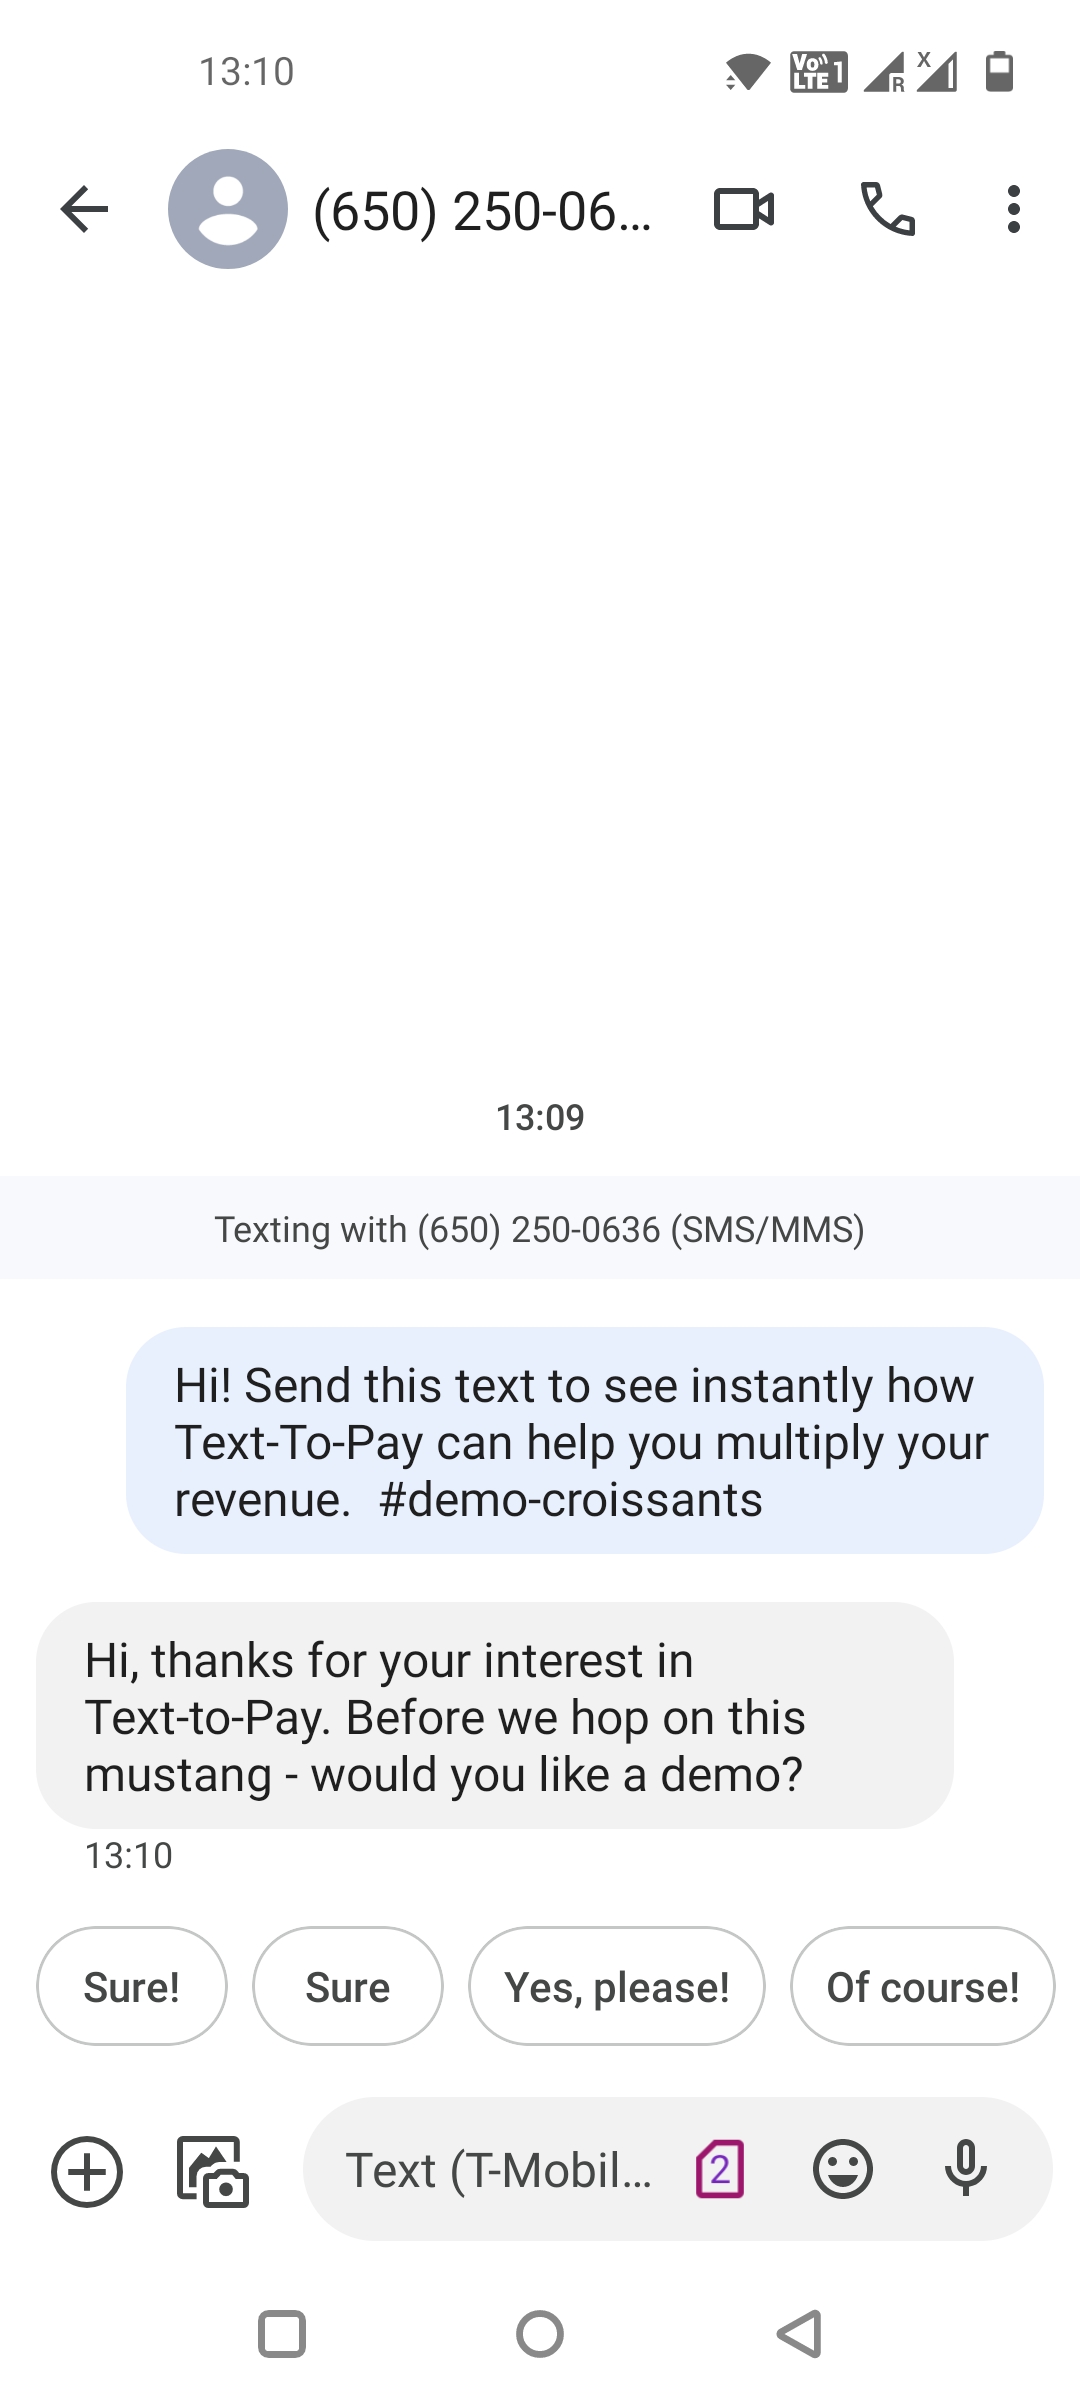 13:10
Vo LTE 1
R
X
(650) 250-06...
13:09
Texting with (650) 250-0636 (SMS/MMS)
Hi! Send this text to see instantly how
Text-To-Pay can help you multiply your
revenue.  #demo-croissants
Hi, thanks for your interest in
Text-to-Pay. Before we hop on this
mustang - would you like a demo?
13:10
Sure!
Sure
Yes, please!
Of course!
Text (T-Mobil...
2